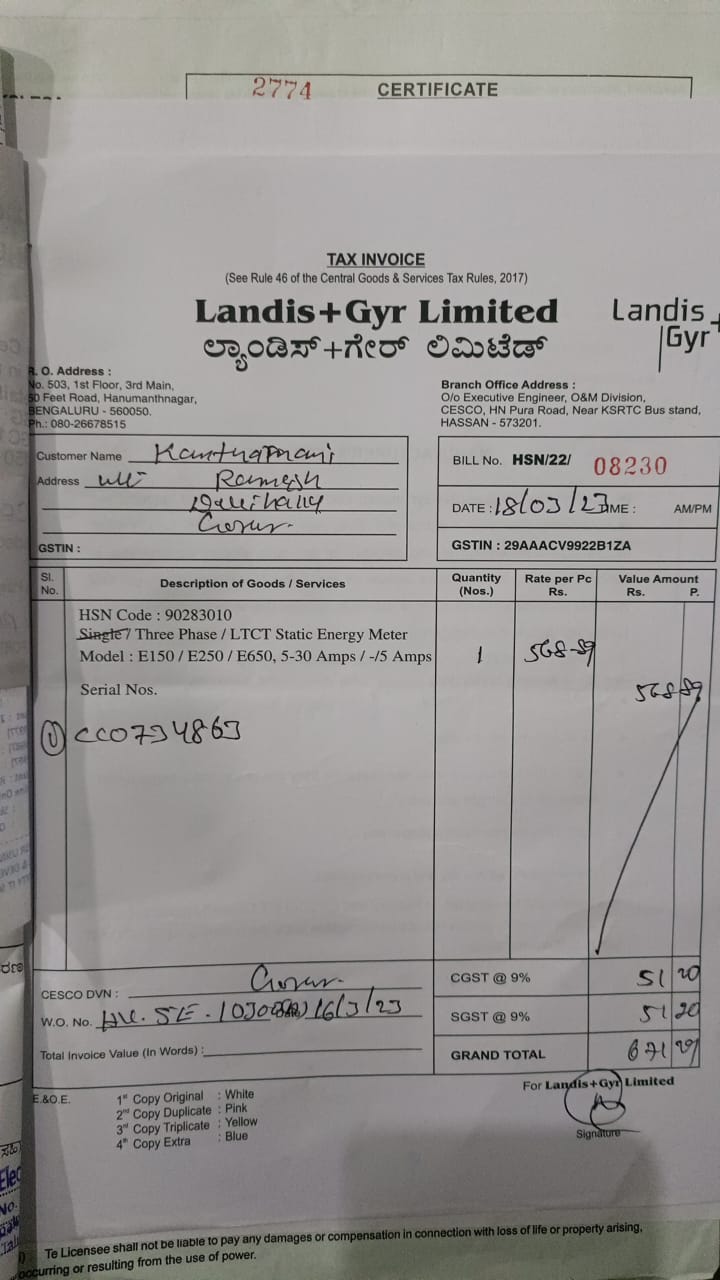 2774 CERTIFICATE
TAX INVOICE
(See Rule 46 of the Central Goods & Services Tax Rules, 2017)
Landis+Gyr Limited
Landis+
Gyr
ಲ್ಯಾಂಡಿಸ್+ಗೇರ್ ಲಿಮಿಟೆಡ್
R. O. Address :
No. 503, 1st Floor, 3rd Main,
50 Feet Road, Hanumanthnagar,
BENGALURU - 560050.
Ph.: 080-26678515
Branch Office Address :
O/o Executive Engineer, O&M Division,
CESCO, HN Pura Road, Near KSRTC Bus stand,
HASSAN - 573201.
Customer Name Kanthamani
Address Ramesh
GSTIN :
BILL No. HSN/22/ 08230
DATE : 18/03/23 TIME : AM/PM
GSTIN : 29AAACV9922B1ZA
Sl. No. Description of Goods / Services Quantity (Nos.) Rate per Pc Rs. Value Amount Rs. P.
HSN Code : 90283010
Single / Three Phase / LTCT Static Energy Meter
Model : E150 / E250 / E650, 5-30 Amps / -/5 Amps 1 568-89
Serial Nos. 568 89
1 CC0734863
CESCO DVN :
CGST @ 9% 51 20
W.O. No. 16/3/23
SGST @ 9% 51 20
Total Invoice Value (In Words) :
GRAND TOTAL 671 29
For Landis+Gyr Limited
E.&O.E.
1st Copy Original : White
2nd Copy Duplicate : Pink
3rd Copy Triplicate : Yellow
4th Copy Extra : Blue
Signature
Te Licensee shall not be liable to pay any damages or compensation in connection with loss of life or property arising,
occurring or resulting from the use of power.